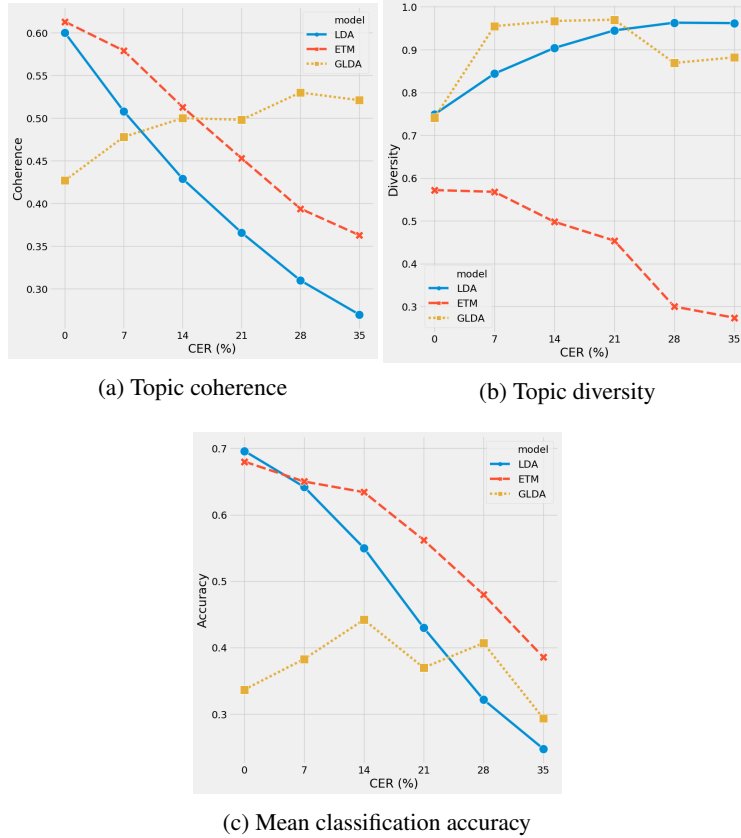 model
LDA
ETM
GLDA
0.60
0.55
0.50
0.45
0.40
0.35
0.30
Coherence
0 7 14 21 28 35
CER (%)
(a) Topic coherence
1.0
0.9
0.8
0.7
0.6
0.5
0.4
0.3
Diversity
model
LDA
ETM
GLDA
0 7 14 21 28 35
CER (%)
(b) Topic diversity
model
LDA
ETM
GLDA
0.7
0.6
0.5
0.4
0.3
Accuracy
0 7 14 21 28 35
CER (%)
(c) Mean classification accuracy